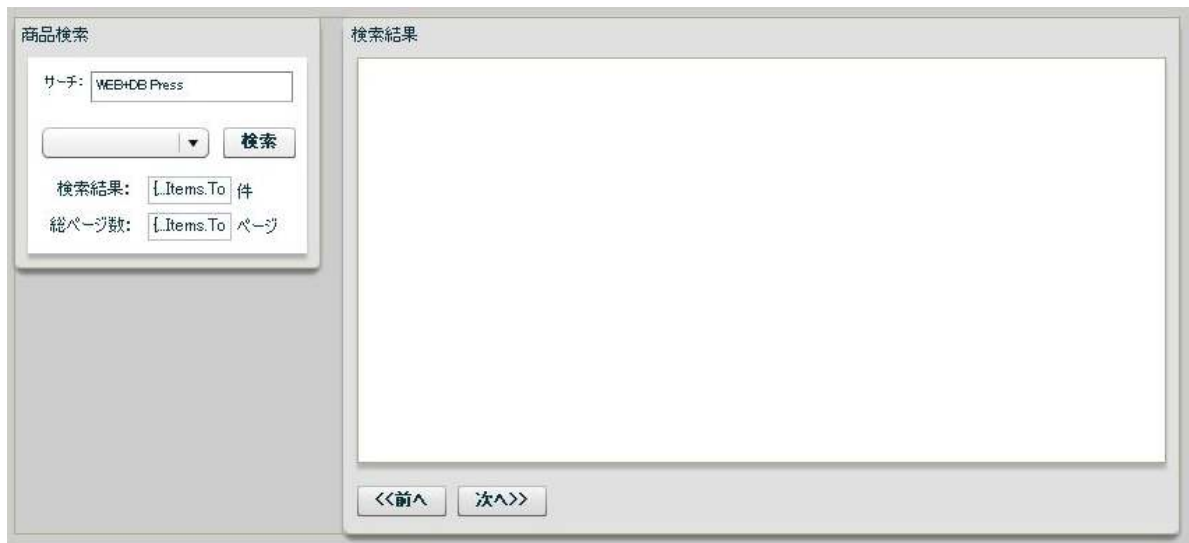 商品検索
サーチ: WEB+DB Press
検索
検索結果: {..Items.To 件
総ページ数: {..Items.To ページ
検索結果
<<前へ 次へ>>